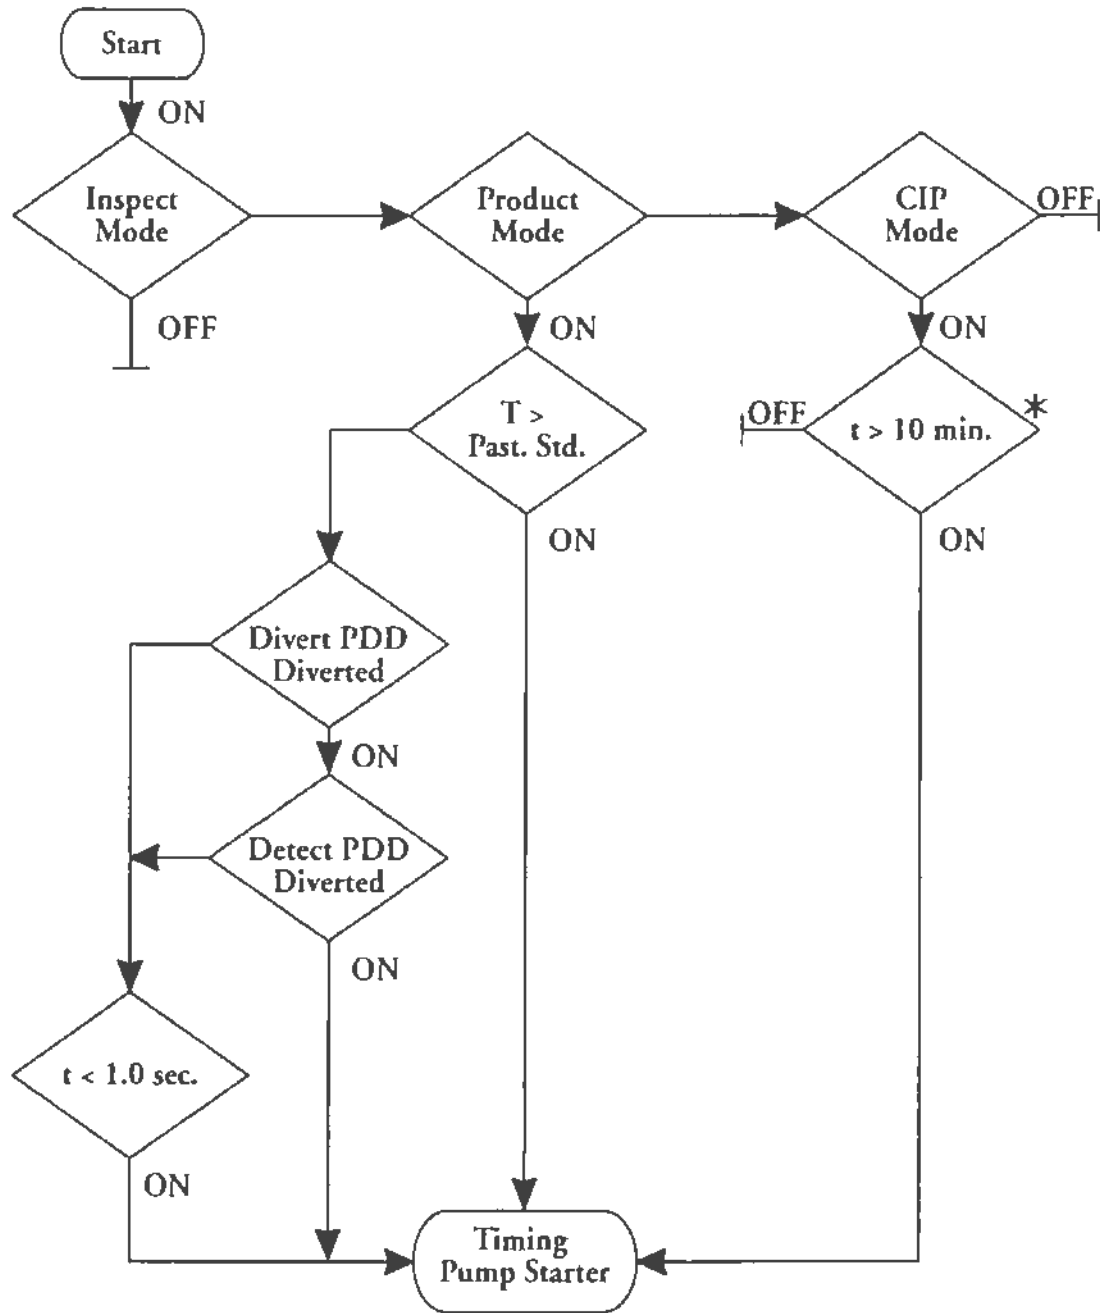 Start
ON
Inspect
Mode
OFF
Product
Mode
ON
CIP
Mode
OFF
ON
T >
Past. Std.
ON
OFF
t > 10 min.
*
ON
Divert PDD
Diverted
ON
Detect PDD
Diverted
ON
t < 1.0 sec.
ON
Timing
Pump Starter